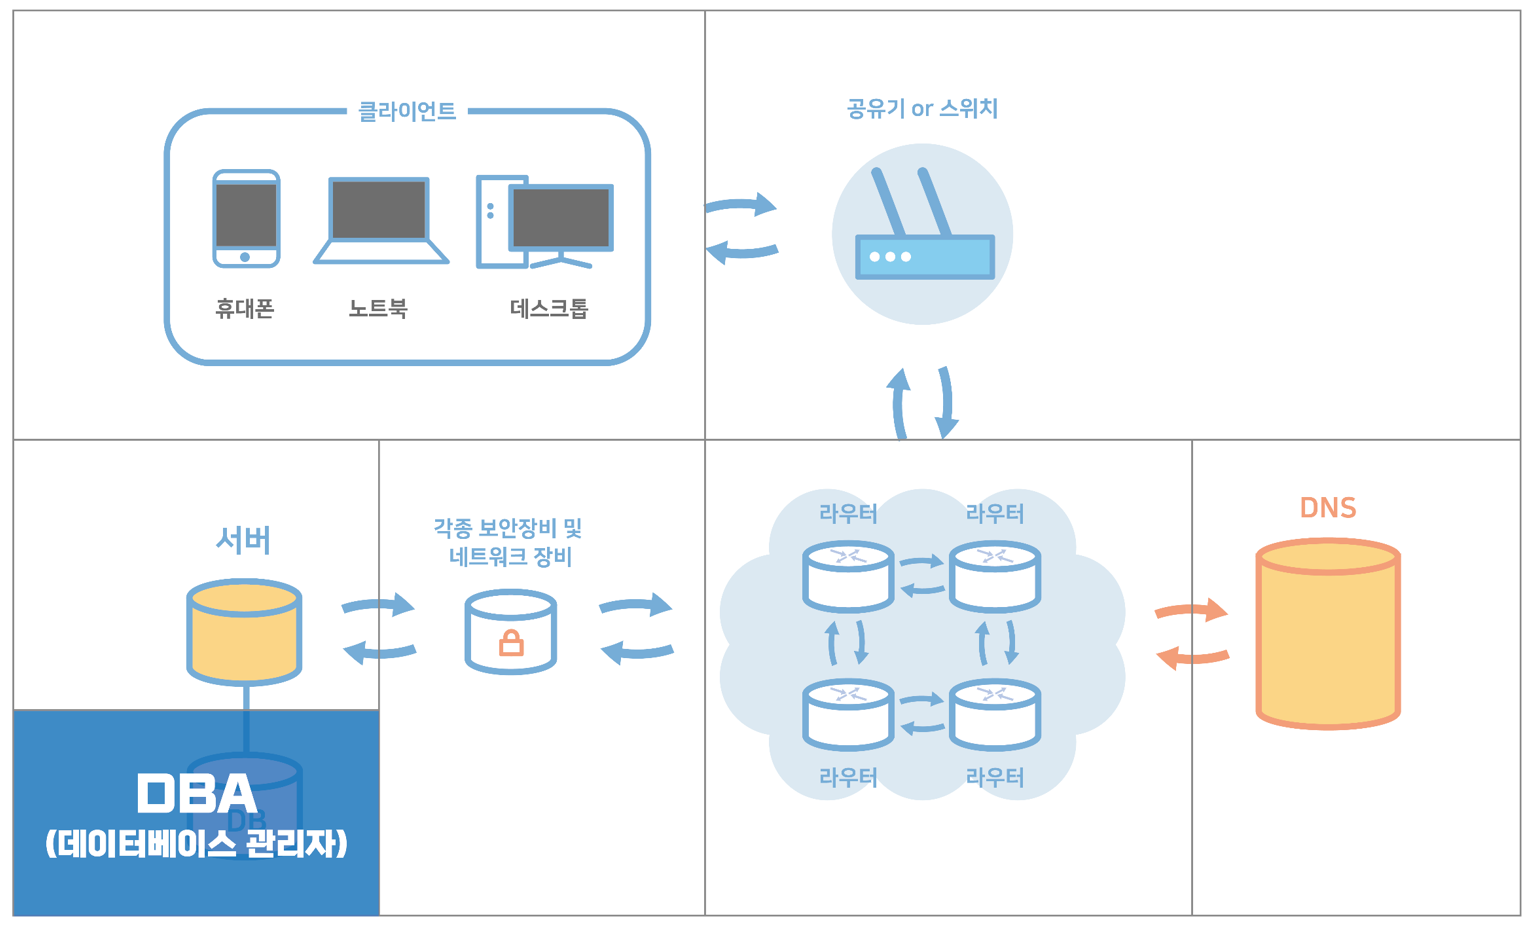 클라이언트
휴대폰
노트북
데스크톱
공유기 or 스위치
서버
각종 보안장비 및
네트워크 장비
라우터
라우터
라우터
라우터
DNS
DB
DBA
(데이터베이스 관리자)